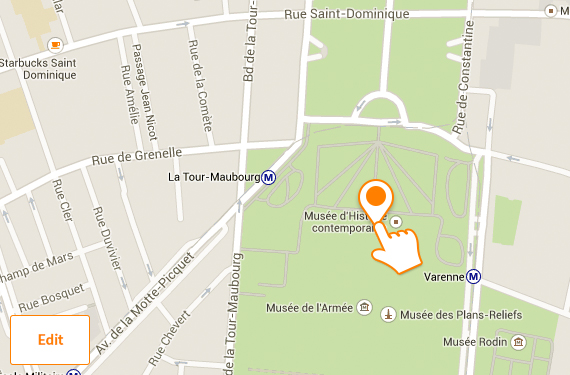 Rue Saint-Dominique
M
Starbucks Saint
Dominique
Passage Jean Nicot
Rue Amélie
Rue de la Comète
Bd de la Tour-
Rue de Constantine
Rue de Grenelle
La Tour-Maubourg M
Rue Cler
Rue Duvivier
Musée d'Hist
contempora
Champ de Mars
Rue Bosquet
Av. de la Motte-Picquet
de la Tour-Maubourg
Varenne M
Musée de l'Armée
Musée des Plans-Reliefs
Rue Chevert
Musée Rodin
Edit